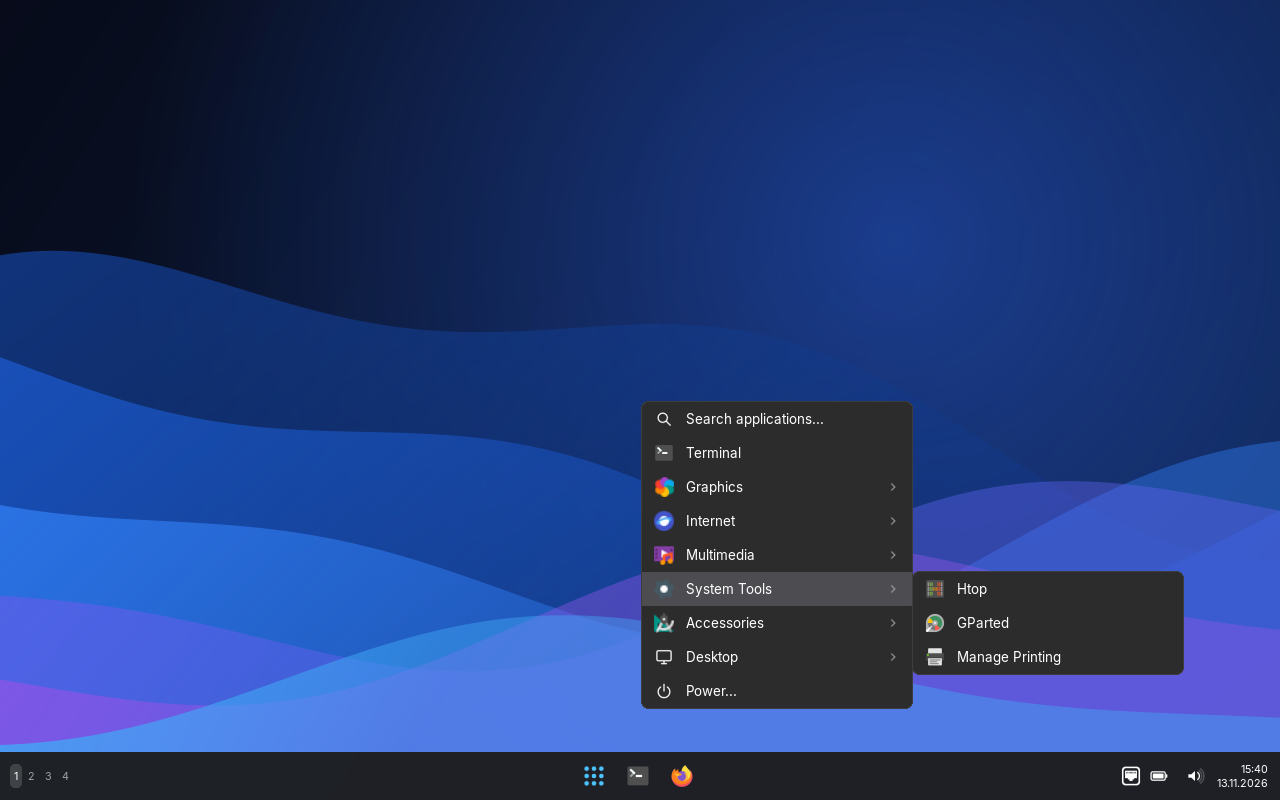 Search applications...
Terminal
Graphics
Internet
Multimedia
System Tools
Accessories
Desktop
Power...
Htop
GParted
Manage Printing
1 2 3 4
15:40
13.11.2026